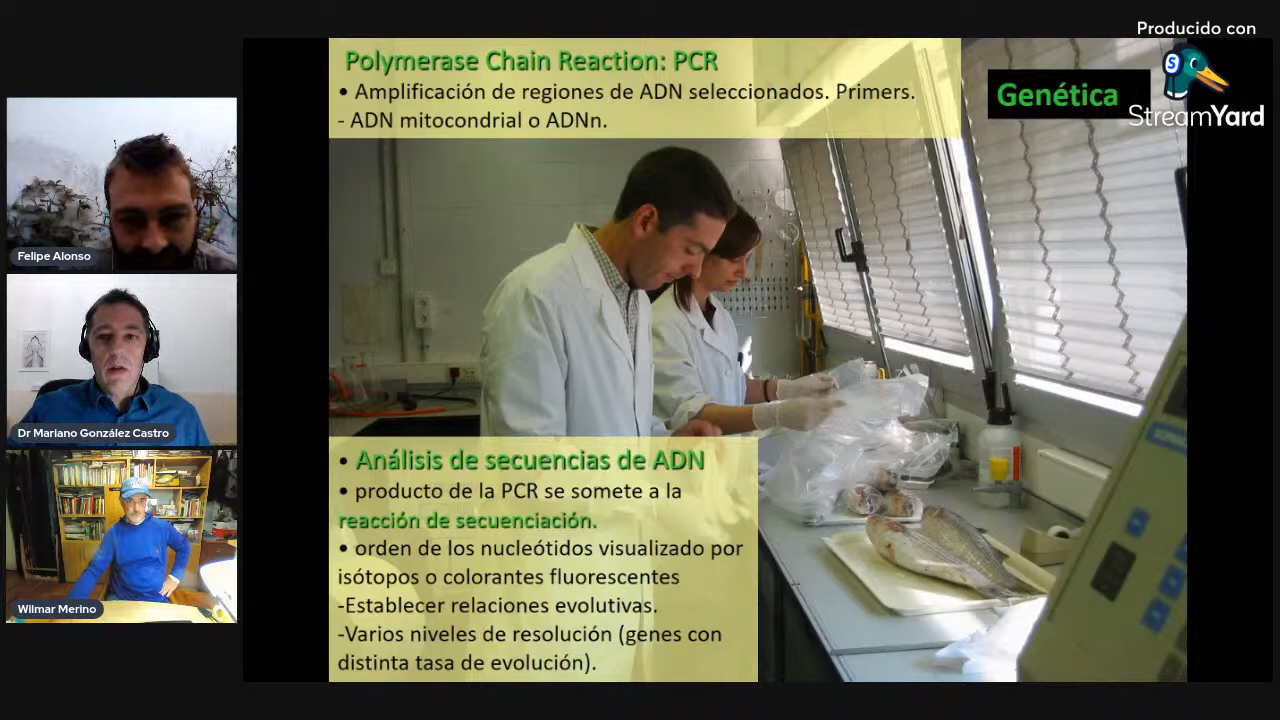 Producido con
StreamYard
Polymerase Chain Reaction: PCR
• Amplificación de regiones de ADN seleccionados. Primers.
- ADN mitocondrial o ADNn.
Genética
Felipe Alonso
Dr Mariano González Castro
Wilmar Merino
• Análisis de secuencias de ADN
• producto de la PCR se somete a la
reacción de secuenciación.
• orden de los nucleótidos visualizado por
isótopos o colorantes fluorescentes
-Establecer relaciones evolutivas.
-Varios niveles de resolución (genes con
distinta tasa de evolución).